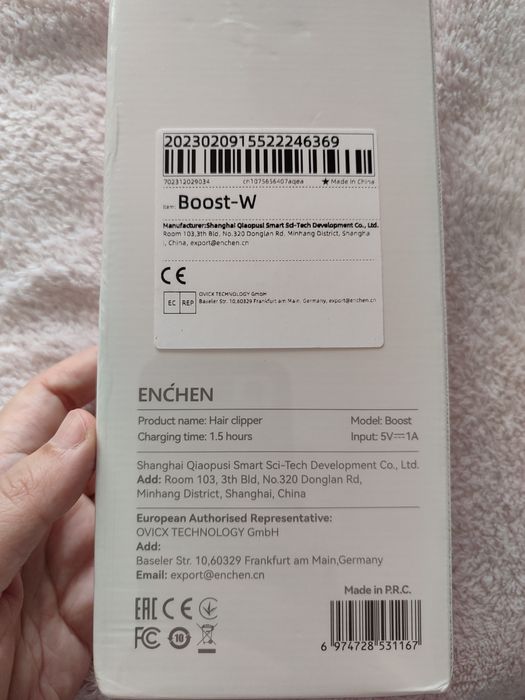 2023020915522246369
702312029034 cn1075656407aqea ★ Made in China
Item: Boost-W
Manufacturer:Shanghai Qiaopusi Smart Sci-Tech Development Co., Ltd.
Room 103,3th Bld, No.320 Donglan Rd. Minhang District, Shangha
i, China, export@enchen.cn
CE
EC REP
OVICX TECHNOLOGY GmbH
Baseler Str. 10,60329 Frankfurt am Main, Germany, export@enchen.cn
ENĆHEN
Product name: Hair clipper Model: Boost
Charging time: 1.5 hours Input: 5V⎓1A
Shanghai Qiaopusi Smart Sci-Tech Development Co., Ltd.
Add: Room 103, 3th Bld, No.320 Donglan Rd,
Minhang District, Shanghai, China
European Authorised Representative:
OVICX TECHNOLOGY GmbH
Add:
Baseler Str. 10,60329 Frankfurt am Main,Germany
Email: export@enchen.cn
Made in P.R.C.
EAC CE
FC 10
6 974728 531167